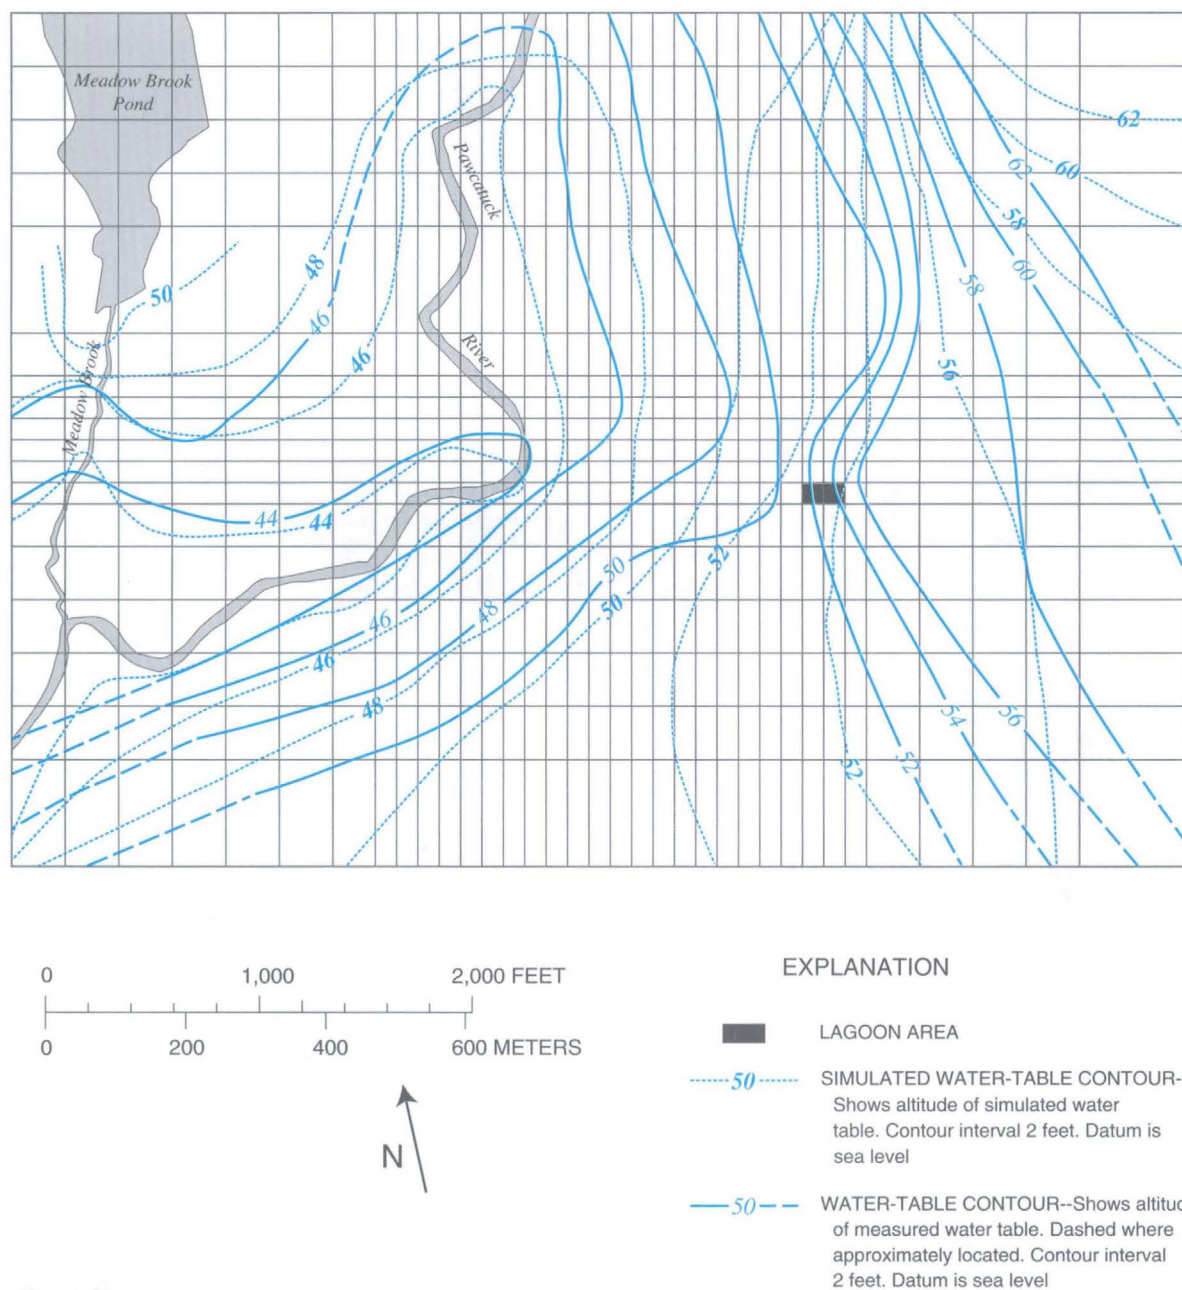 Meadow Brook
Pond
62
Pawcatuck
60
62
58
48
60
50
58
46
River
46
56
Meadow Brook
44
44
52
50
50
48
46
46
48
54
56
52
52
0 1,000 2,000 FEET
0 200 400 600 METERS
N
EXPLANATION
LAGOON AREA
50 SIMULATED WATER-TABLE CONTOUR-
Shows altitude of simulated water
table. Contour interval 2 feet. Datum is
sea level
50 WATER-TABLE CONTOUR--Shows altitud
of measured water table. Dashed where
approximately located. Contour interval
2 feet. Datum is sea level